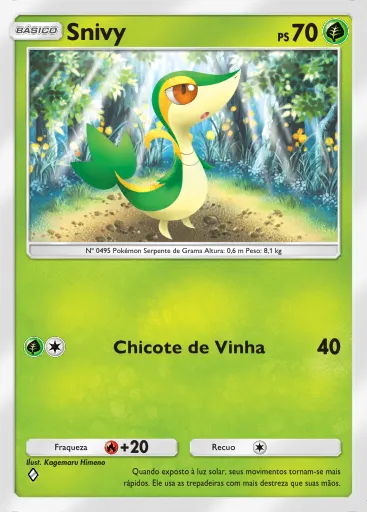 BÁSICO Snivy PS 70
Nº 0495 Pokémon Serpente de Grama Altura: 0,6 m Peso: 8,1 kg
Chicote de Vinha 40
Fraqueza +20 Recuo
Ilust. Kagemaru Himeno
Quando exposto à luz solar, seus movimentos tornam-se mais
rápidos. Ele usa as trepadeiras com mais destreza que suas mãos.